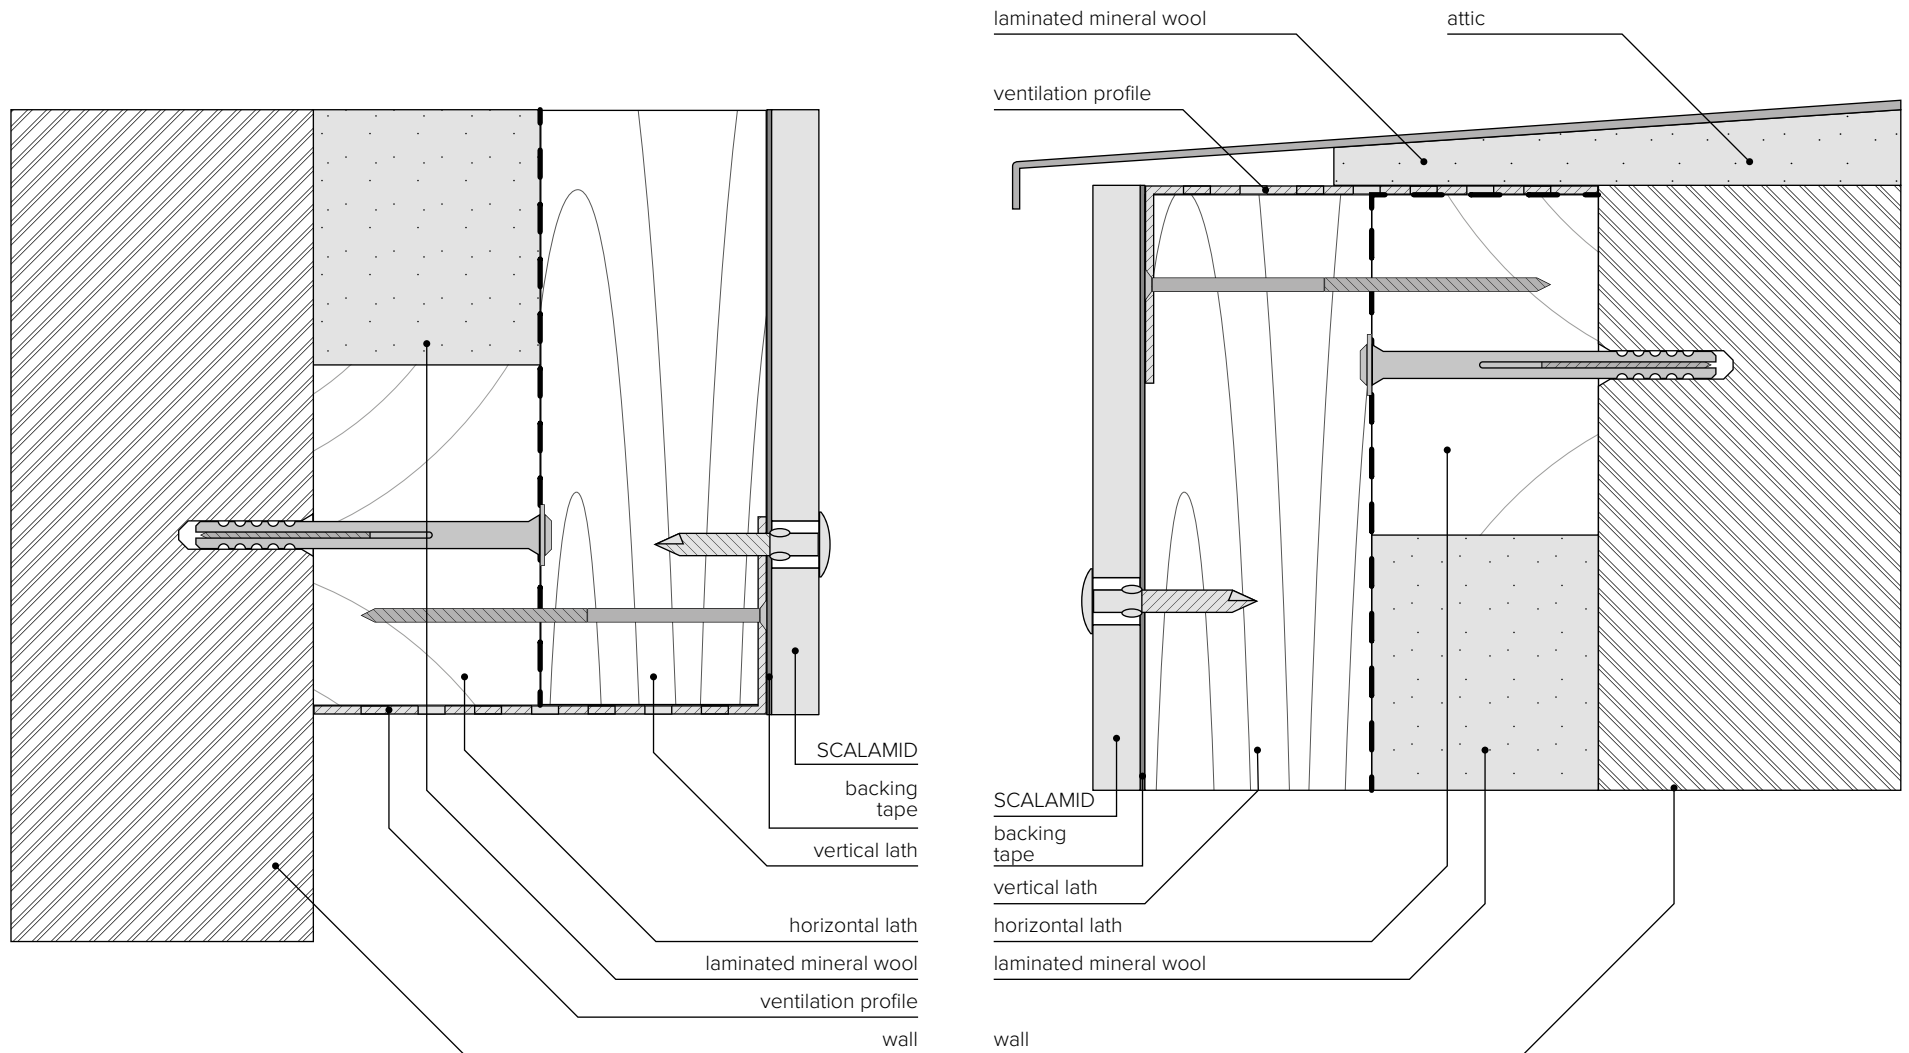 SCALAMID
backing
tape
vertical lath
horizontal lath
laminated mineral wool
ventilation profile
wall
laminated mineral wool
attic
ventilation profile
SCALAMID
backing
tape
vertical lath
horizontal lath
laminated mineral wool
wall